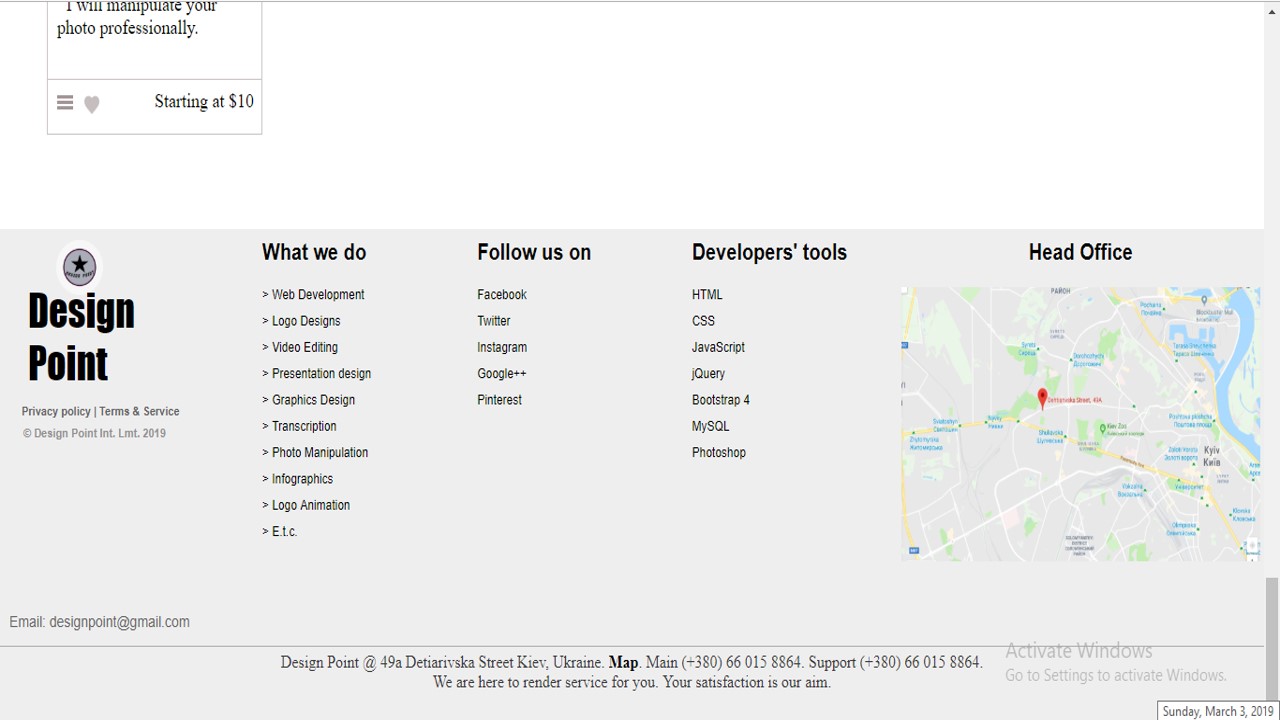 I will manipulate your
photo professionally.
Starting at $10
Design
Point
Privacy policy | Terms & Service
© Design Point Int. Lmt. 2019
What we do
> Web Development
> Logo Designs
> Video Editing
> Presentation design
> Graphics Design
> Transcription
> Photo Manipulation
> Infographics
> Logo Animation
> E.t.c.
Follow us on
Facebook
Twitter
Instagram
Google++
Pinterest
Developers' tools
HTML
CSS
JavaScript
jQuery
Bootstrap 4
MySQL
Photoshop
Head Office
РАЙОН
Kiev Zoo
Kyiv
Київ
Email: designpoint@gmail.com
Design Point @ 49a Detiarivska Street Kiev, Ukraine. Map. Main (+380) 66 015 8864. Support (+380) 66 015 8864.
We are here to render service for you. Your satisfaction is our aim.
Activate Windows
Go to Settings to activate Windows.
Sunday, March 3, 2019